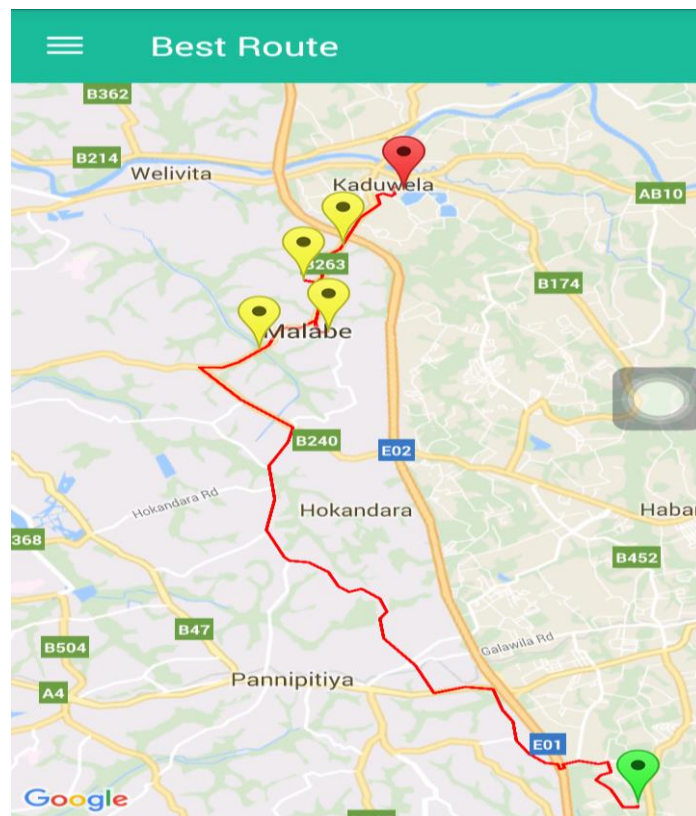 Best Route
B362
B214
Welivita
Kaduwela
AB10
B263
B174
Malabe
B240
E02
Hokandara Rd
Hokandara
Haba
368
B452
B47
Galawila Rd
B504
Pannipitiya
A4
E01
Google